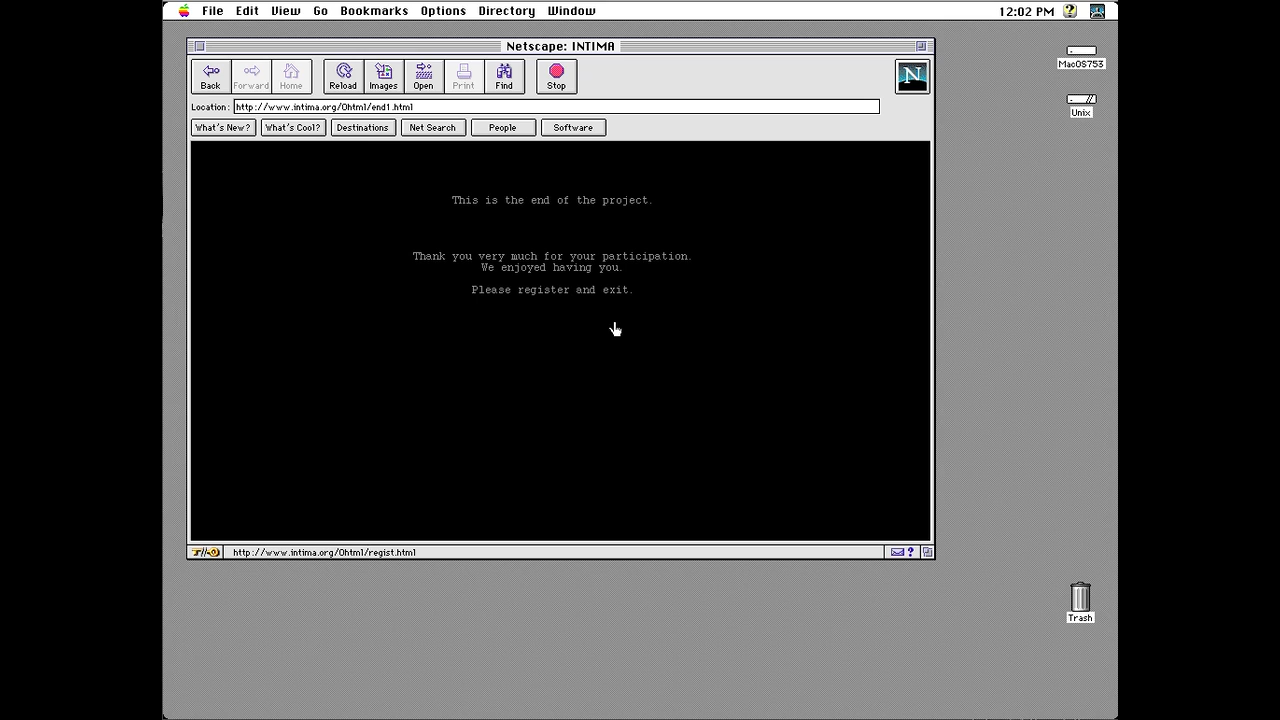 File Edit View Go Bookmarks Options Directory Window 12:02 PM
Netscape: INTIMA
MacOS753
N
Back Forward Home Reload Images Open Print Find Stop
Location: http://www.intima.org/0html/end1.html
Unix
What's New? What's Cool? Destinations Net Search People Software
This is the end of the project.
Thank you very much for your participation.
We enjoyed having you.
Please register and exit.
http://www.intima.org/0html/regist.html
Trash